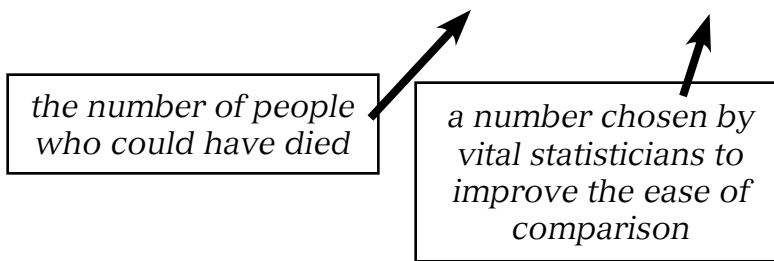 the number of people
who could have died
a number chosen by
vital statisticians to
improve the ease of
comparison